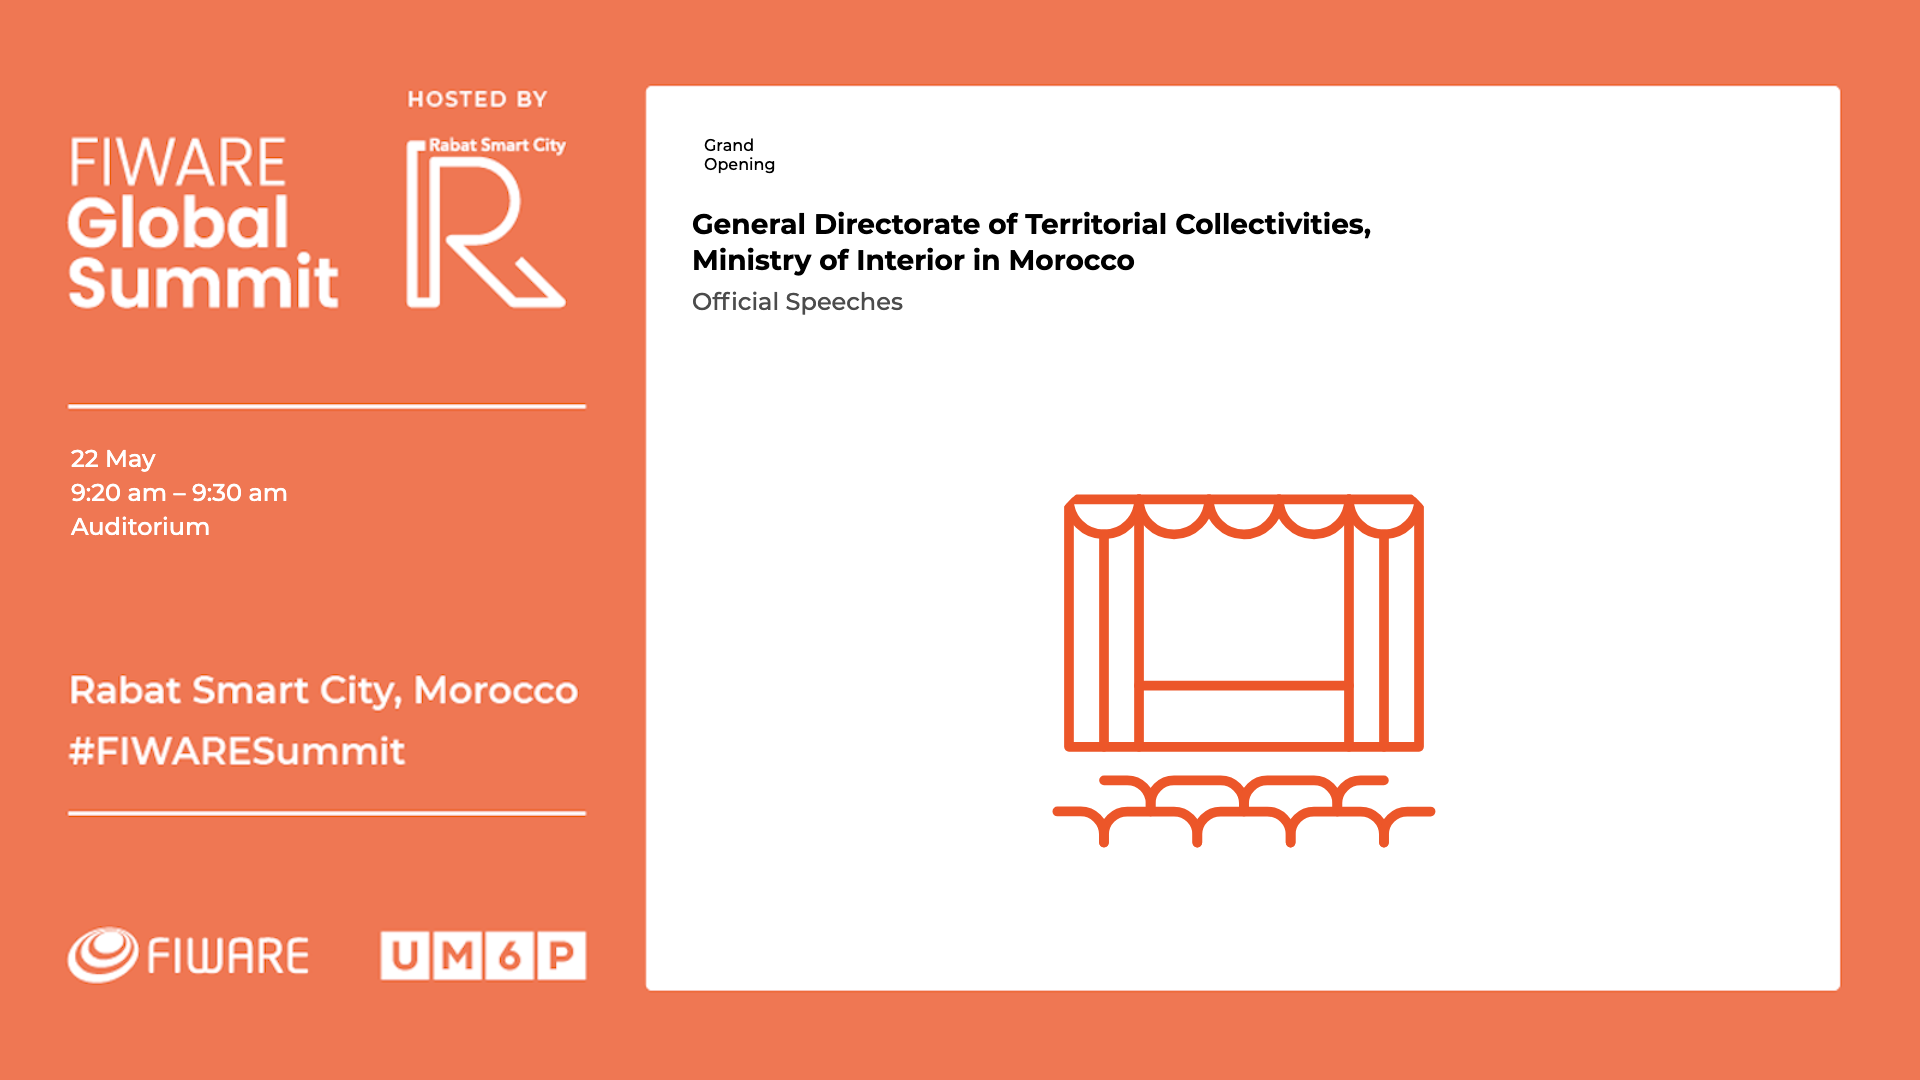 HOSTED BY
FIWARE
Global
Summit
Rabat Smart City
R
22 May
9:20 am – 9:30 am
Auditorium
Rabat Smart City, Morocco
#FIWARESummit
FIWARE
UM6P
Grand
Opening
General Directorate of Territorial Collectivities,
Ministry of Interior in Morocco
Official Speeches